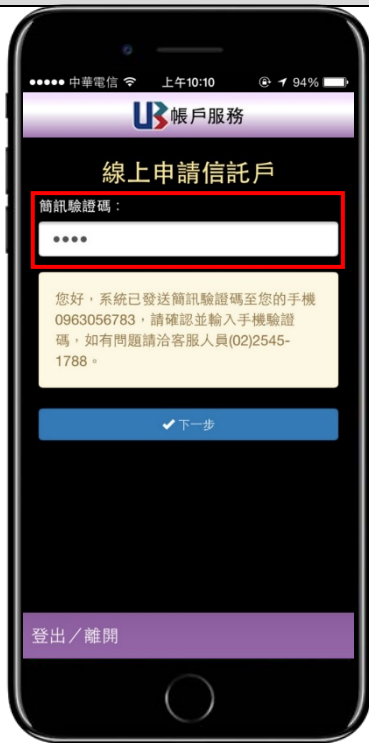 中華電信 上午10:10 94%
UB 帳戶服務
線上申請信託戶
簡訊驗證碼：
••••
您好，系統已發送簡訊驗證碼至您的手機
0963056783，請確認並輸入手機驗證
碼，如有問題請洽客服人員(02)2545-
1788。
下一步
登出／離開